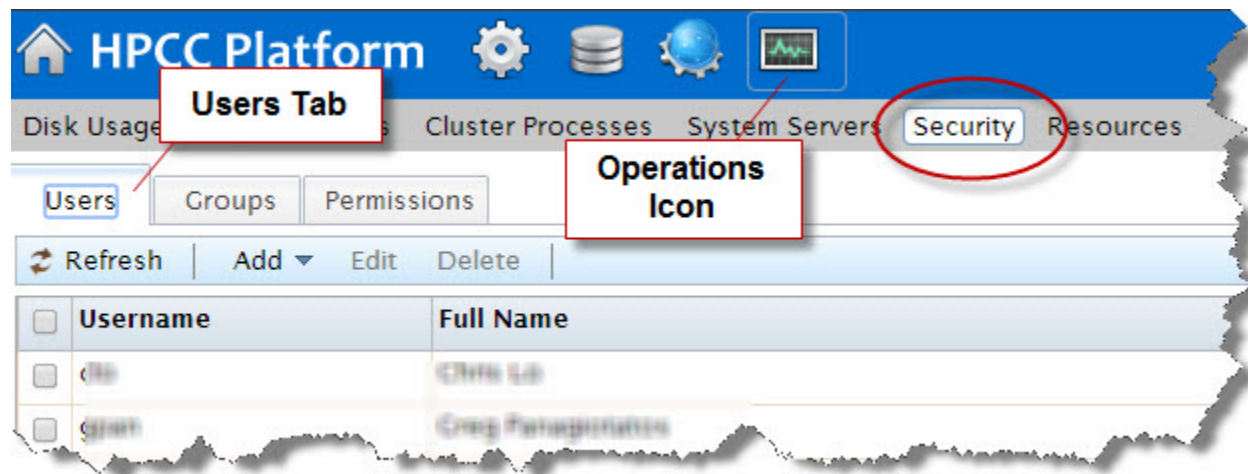 HPCC Platform
Users Tab
Disk Usage Cluster Processes System Servers Security Resources
Operations
Icon
Users Groups Permissions
Refresh Add Edit Delete
Username Full Name